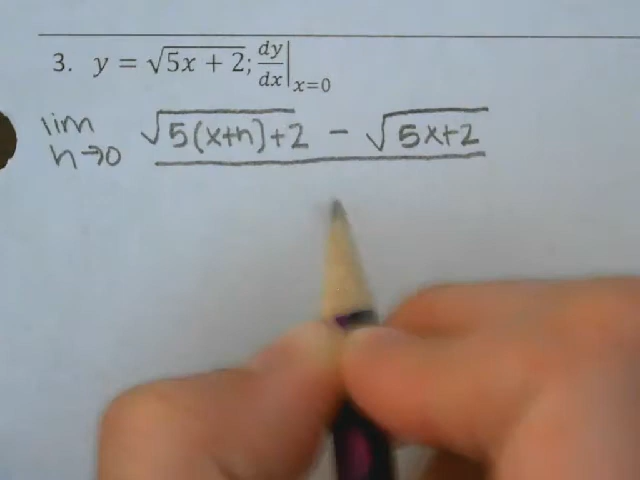 3. y = √5x + 2; dy/dx|x=0
lim h→0 √5(x+h)+2 - √5x+2